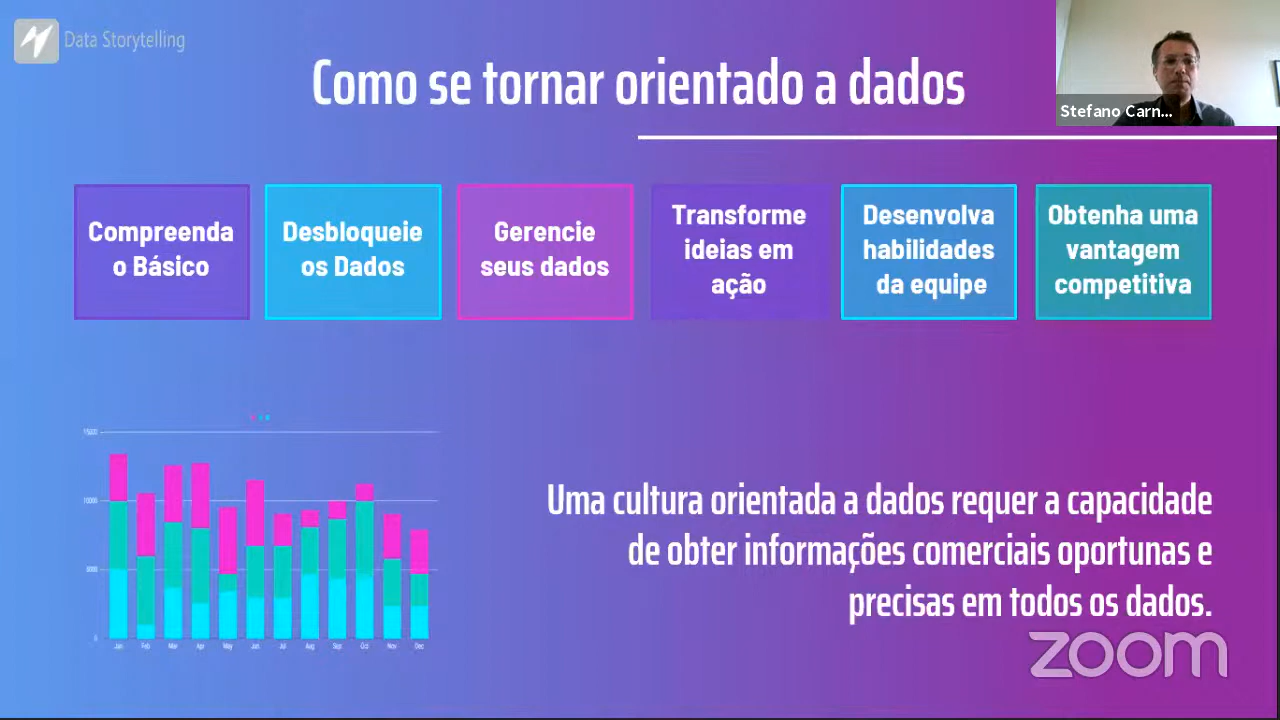 Data Storytelling
Como se tornar orientado a dados
Stefano Carn...
Compreenda
o Básico
Desbloqueie
os Dados
Gerencie
seus dados
Transforme
ideias em
ação
Desenvolva
habilidades
da equipe
Obtenha uma
vantagem
competitiva
15000
10000
5000
0
Jan Feb Mar Apr May Jun Jul Aug Sep Oct Nov Dec
Uma cultura orientada a dados requer a capacidade
de obter informações comerciais oportunas e
precisas em todos os dados.
zoom